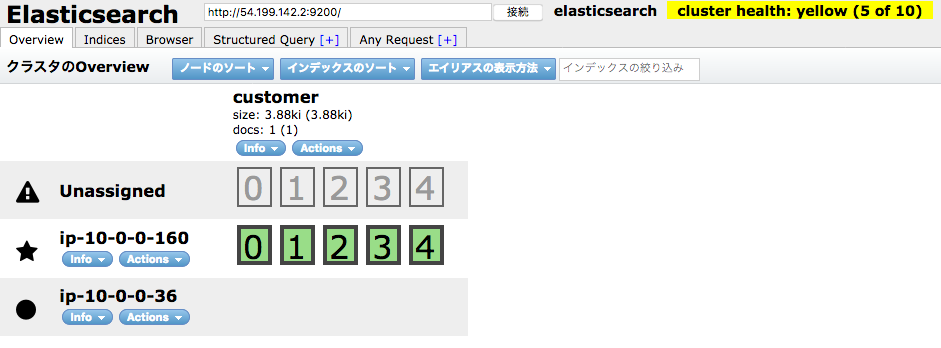 Elasticsearch http://54.199.142.2:9200/ 接続 elasticsearch cluster health: yellow (5 of 10)
Overview Indices Browser Structured Query [+] Any Request [+]
クラスタのOverview ノードのソート インデックスのソート エイリアスの表示方法 インデックスの絞り込み
customer
size: 3.88ki (3.88ki)
docs: 1 (1)
Info Actions
Unassigned 0 1 2 3 4
ip-10-0-0-160 0 1 2 3 4
Info Actions
ip-10-0-0-36
Info Actions